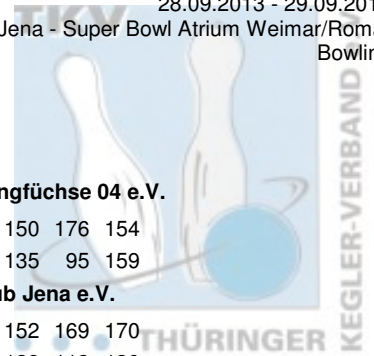 28.09.2013 - 29.09.201
Jena - Super Bowl Atrium Weimar/Roma
Bowlin
TKV
ngfüchse 04 e.V.
150 176 154
135 95 159
ub Jena e.V.
152 169 170
THÜRINGER
KEGLER-VERBAND